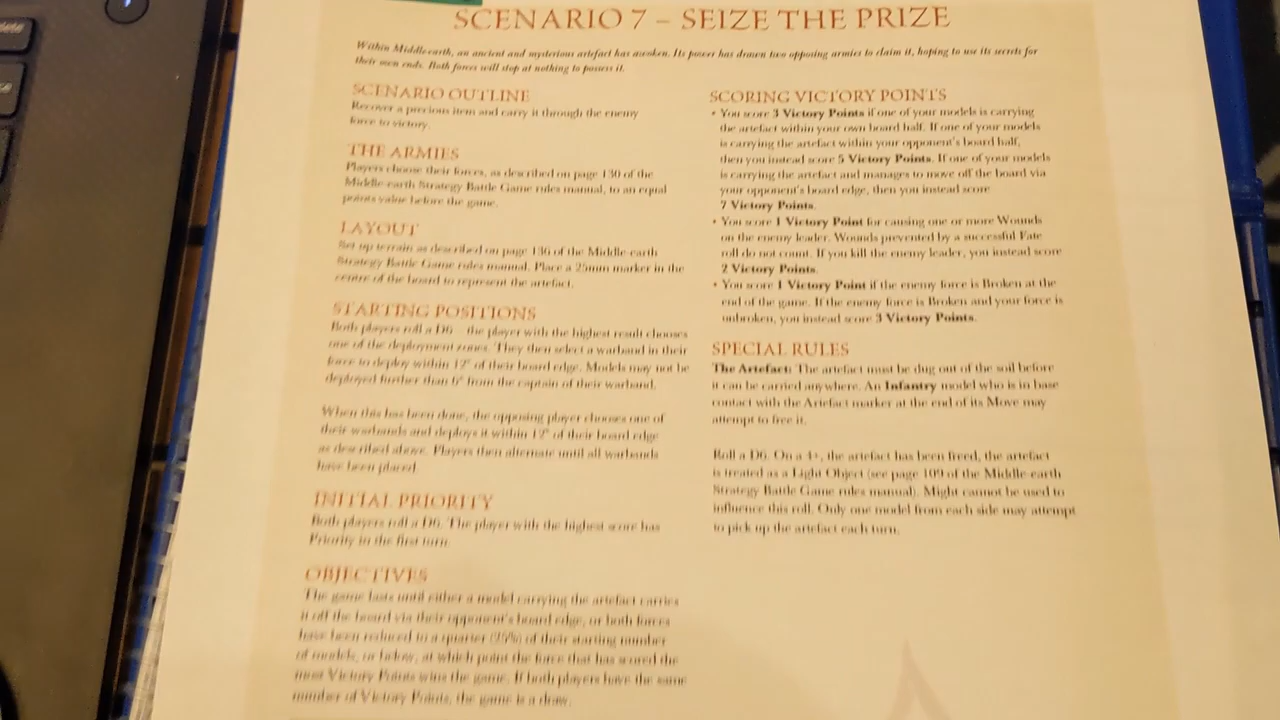 SCENARIO 7 – SEIZE THE PRIZE
Within Middle-earth, an ancient and mysterious artefact has awoken. Its power has drawn two opposing armies to claim it, hoping to use its secrets for
their own ends. Both forces will stop at nothing to possess it.
SCENARIO OUTLINE
Recover a precious item and carry it through the enemy
force to victory.
THE ARMIES
Players choose their forces, as described on page 130 of the
Middle-earth Strategy Battle Game rules manual, to an equal
points value before the game.
LAYOUT
Set up terrain as described on page 136 of the Middle-earth
Strategy Battle Game rules manual. Place a 25mm marker in the
centre of the board to represent the artefact.
STARTING POSITIONS
Both players roll a D6 – the player with the highest result chooses
one of the deployment zones. They then select a warband in their
force to deploy within 12" of their board edge. Models may not be
deployed further than 6" from the captain of their warband.
When this has been done, the opposing player chooses one of
their warbands and deploys it within 12" of their board edge
as described above. Players then alternate until all warbands
have been placed.
INITIAL PRIORITY
Both players roll a D6. The player with the highest score has
Priority in the first turn.
OBJECTIVES
The game lasts until either a model carrying the artefact carries
it off the board via their opponent's board edge, or both forces
have been reduced to a quarter (25%) of their starting number
of models, or below, at which point the force that has scored the
most Victory Points wins the game. If both players have the same
number of Victory Points, the game is a draw.
SCORING VICTORY POINTS
• You score 3 Victory Points if one of your models is carrying
the artefact within your own board half. If one of your models
is carrying the artefact within your opponent's board half,
then you instead score 5 Victory Points. If one of your models
is carrying the artefact and manages to move off the board via
your opponent's board edge, then you instead score
7 Victory Points.
• You score 1 Victory Point for causing one or more Wounds
on the enemy leader. Wounds prevented by a successful Fate
roll do not count. If you kill the enemy leader, you instead score
2 Victory Points.
• You score 1 Victory Point if the enemy force is Broken at the
end of the game. If the enemy force is Broken and your force is
unbroken, you instead score 3 Victory Points.
SPECIAL RULES
The Artefact: The artefact must be dug out of the soil before
it can be carried anywhere. An Infantry model who is in base
contact with the Artefact marker at the end of its Move may
attempt to free it.
Roll a D6. On a 4+, the artefact has been freed, the artefact
is treated as a Light Object (see page 109 of the Middle-earth
Strategy Battle Game rules manual). Might cannot be used to
influence this roll. Only one model from each side may attempt
to pick up the artefact each turn.